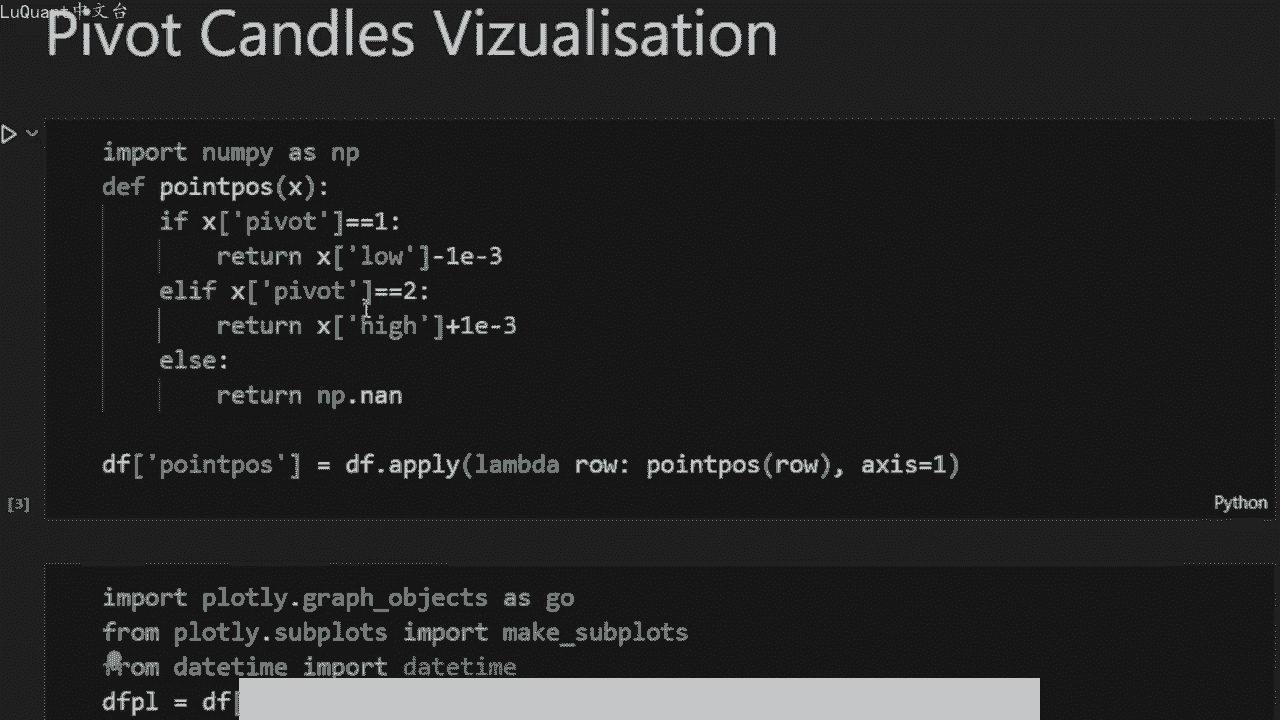 LuQuant中文台
Pivot Candles Vizualisation
import numpy as np
def pointpos(x):
if x['pivot']==1:
return x['low']-1e-3
elif x['pivot']==2:
return x['high']+1e-3
else:
return np.nan
df['pointpos'] = df.apply(lambda row: pointpos(row), axis=1)
[3]
Python
import plotly.graph_objects as go
from plotly.subplots import make_subplots
from datetime import datetime
dfpl = df[